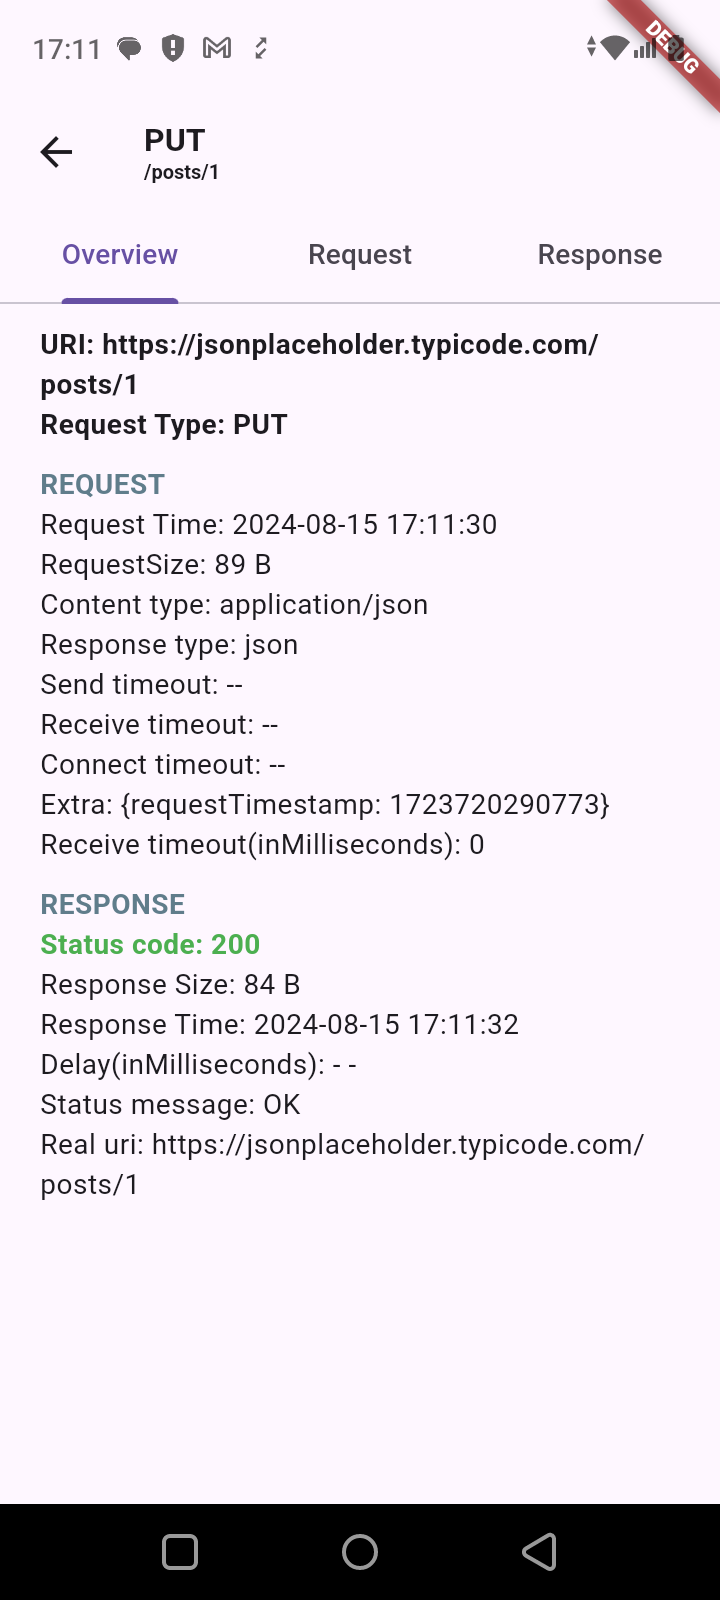 17:11
DEBUG
PUT
/posts/1
Overview Request Response
URI: https://jsonplaceholder.typicode.com/
posts/1
Request Type: PUT
REQUEST
Request Time: 2024-08-15 17:11:30
RequestSize: 89 B
Content type: application/json
Response type: json
Send timeout: --
Receive timeout: --
Connect timeout: --
Extra: {requestTimestamp: 1723720290773}
Receive timeout(inMilliseconds): 0
RESPONSE
Status code: 200
Response Size: 84 B
Response Time: 2024-08-15 17:11:32
Delay(inMilliseconds): - -
Status message: OK
Real uri: https://jsonplaceholder.typicode.com/
posts/1